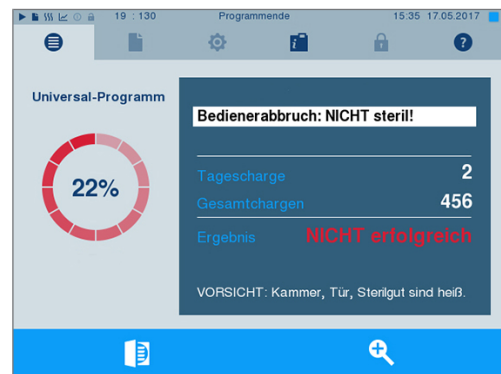 19 : 130 Programmende 15:35 17.05.2017
Universal-Programm
22%
Bedienerabbruch: NICHT steril!
Tagescharge 2
Gesamtchargen 456
Ergebnis NICHT erfolgreich
VORSICHT: Kammer, Tür, Sterilgut sind heiß.